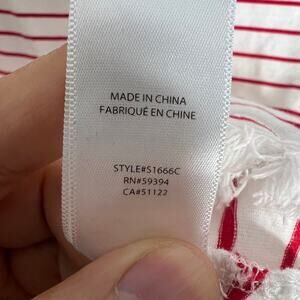 MADE IN CHINA
FABRIQUÉ EN CHINE
STYLE#S1666C
RN#59394
CA#51122